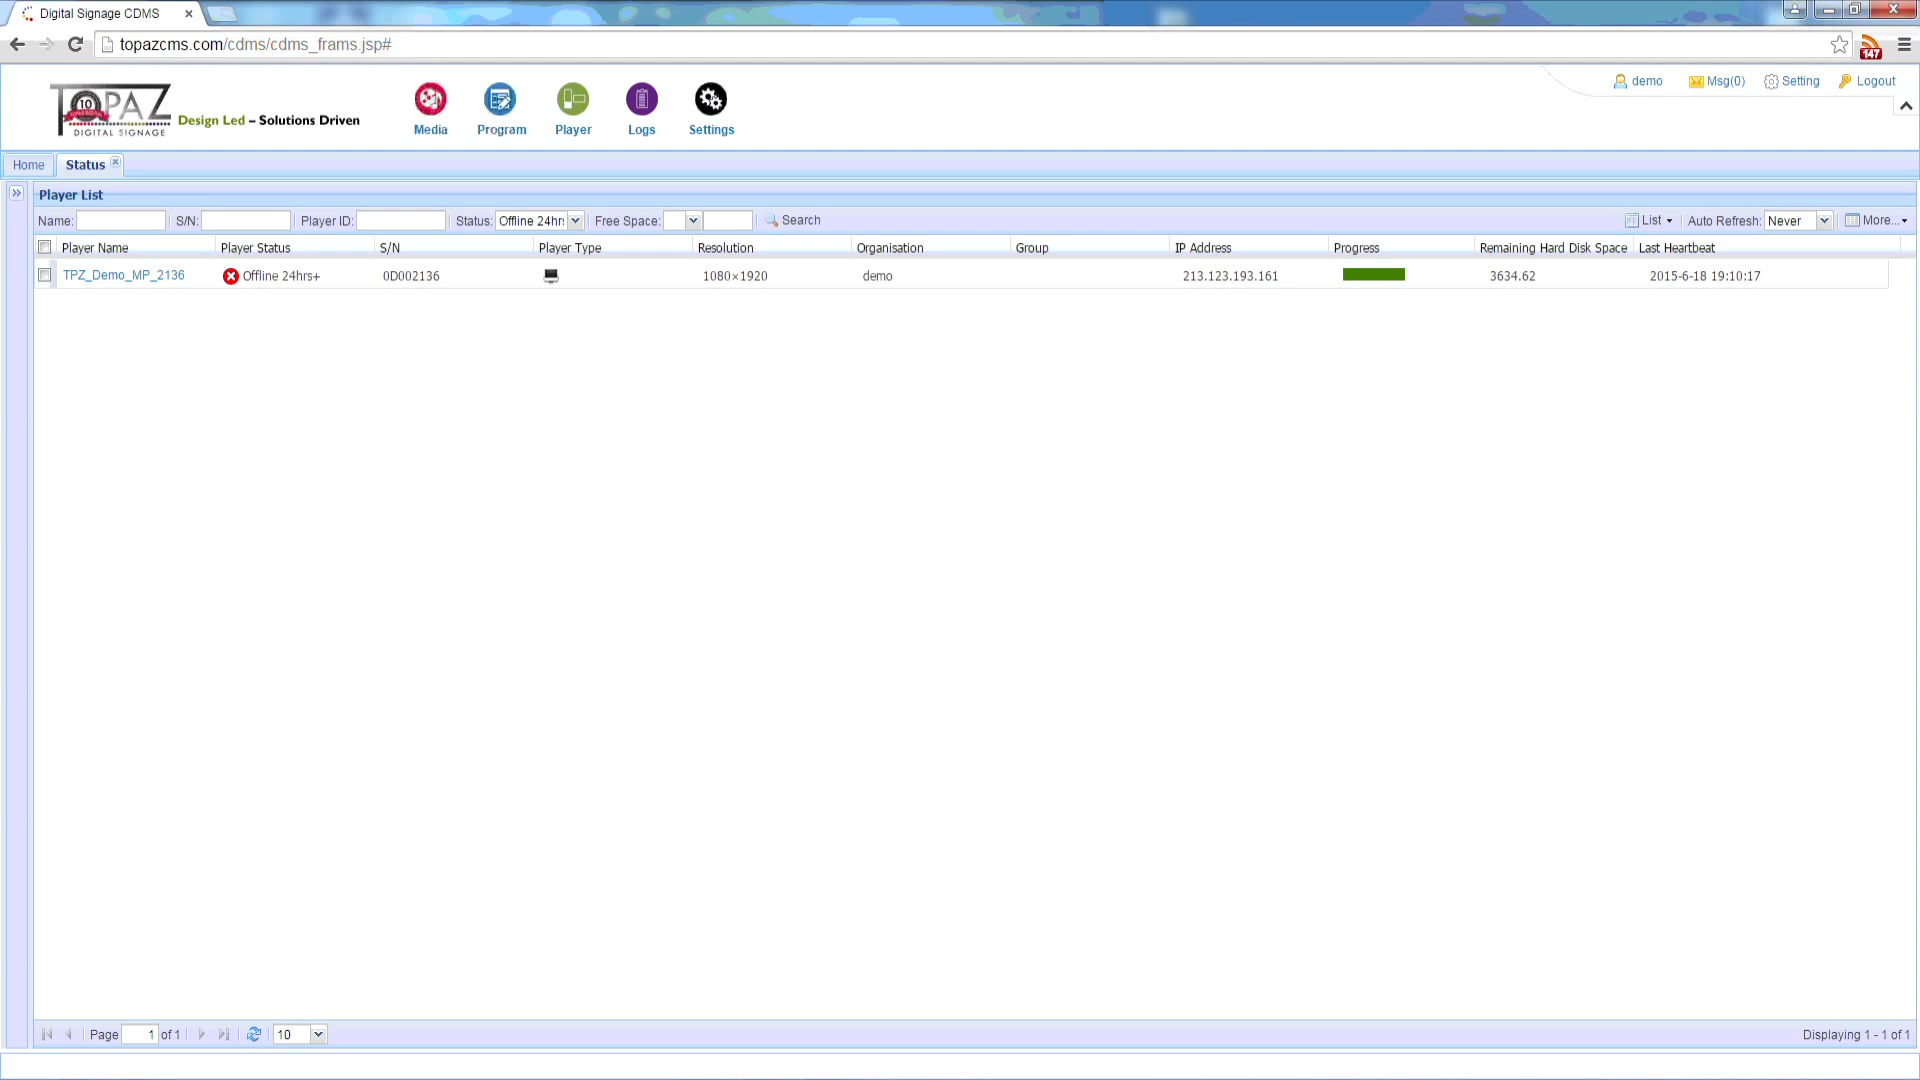 Digital Signage CDMS
topazcms.com/cdms/cdms_frams.jsp#
147
demo Msg(0) Setting Logout
TOPAZ 10
DIGITAL SIGNAGE
Design Led – Solutions Driven
Media Program Player Logs Settings
Home Status
Player List
Name: S/N: Player ID: Status: Offline 24hr Free Space: Search List Auto Refresh: Never More...
Player Name Player Status S/N Player Type Resolution Organisation Group IP Address Progress Remaining Hard Disk Space Last Heartbeat
TPZ_Demo_MP_2136 Offline 24hrs+ 0D002136 1080×1920 demo 213.123.193.161 3634.62 2015-6-18 19:10:17
Page 1 of 1 10 Displaying 1 - 1 of 1